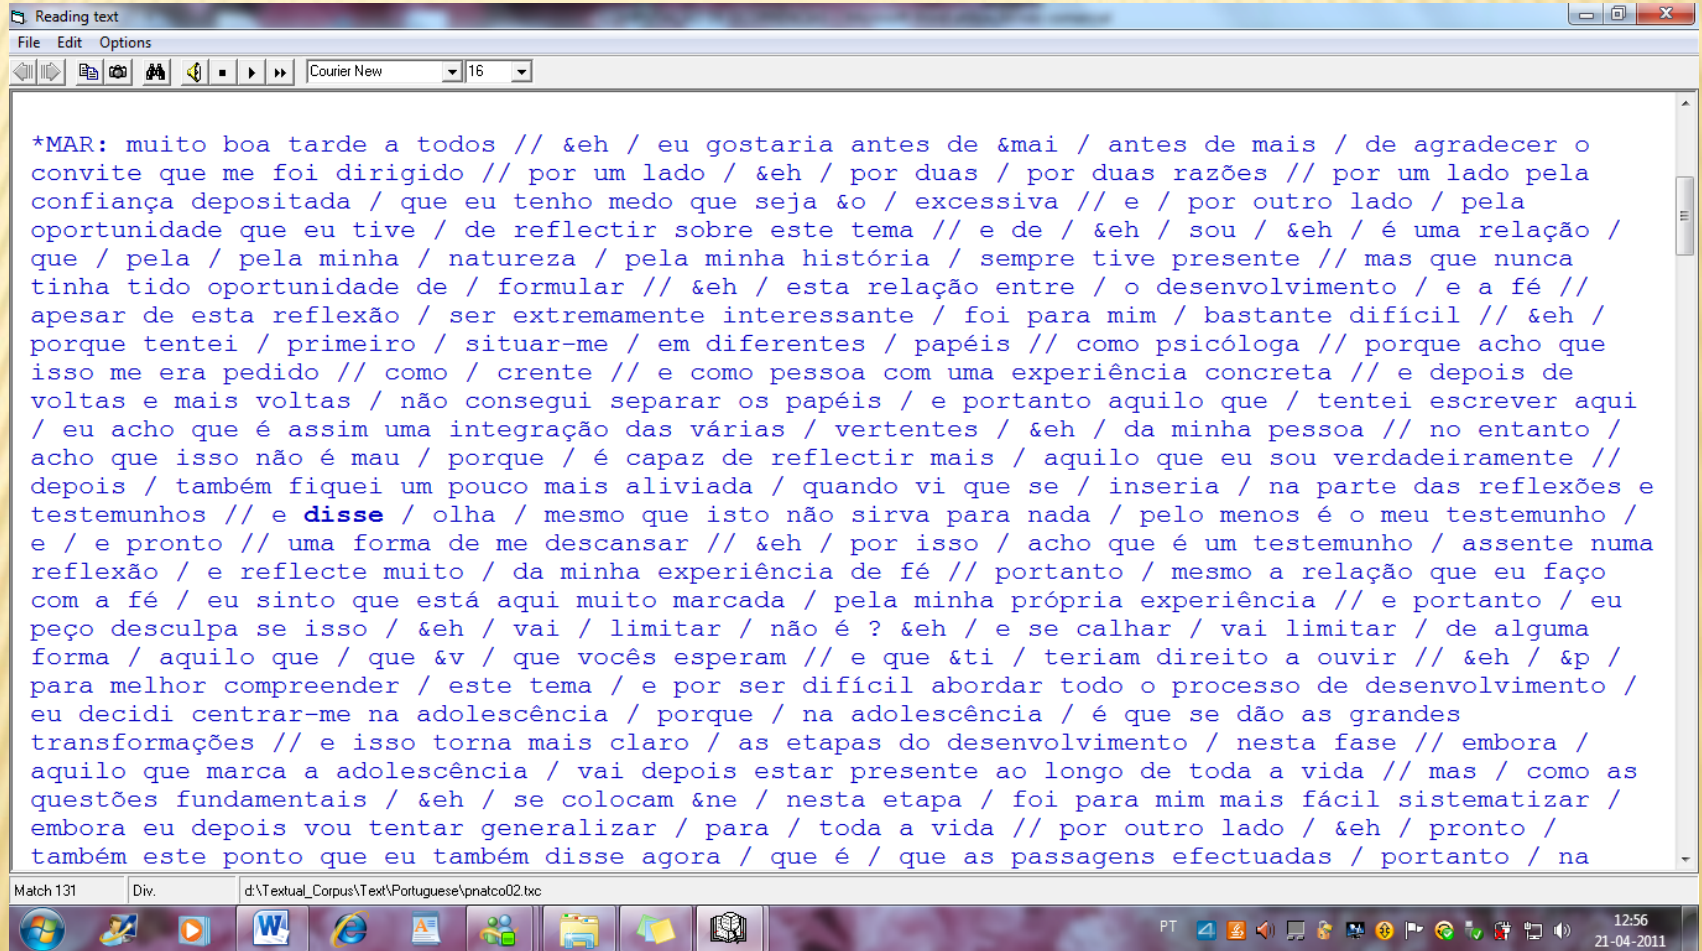 Reading text
File Edit Options
Courier New 16
*MAR: muito boa tarde a todos // &eh / eu gostaria antes de &mai / antes de mais / de agradecer o
convite que me foi dirigido // por um lado / &eh / por duas / por duas razões // por um lado pela
confiança depositada / que eu tenho medo que seja &o / excessiva // e / por outro lado / pela
oportunidade que eu tive / de reflectir sobre este tema // e de / &eh / sou / &eh / é uma relação /
que / pela / pela minha / natureza / pela minha história / sempre tive presente // mas que nunca
tinha tido oportunidade de / formular // &eh / esta relação entre / o desenvolvimento / e a fé //
apesar de esta reflexão / ser extremamente interessante / foi para mim / bastante difícil // &eh /
porque tentei / primeiro / situar-me / em diferentes / papéis // como psicóloga // porque acho que
isso me era pedido // como / crente // e como pessoa com uma experiência concreta // e depois de
voltas e mais voltas / não consegui separar os papéis / e portanto aquilo que / tentei escrever aqui
/ eu acho que é assim uma integração das várias / vertentes / &eh / da minha pessoa // no entanto /
acho que isso não é mau / porque / é capaz de reflectir mais / aquilo que eu sou verdadeiramente //
depois / também fiquei um pouco mais aliviada / quando vi que se / inseria / na parte das reflexões e
testemunhos // e disse / olha / mesmo que isto não sirva para nada / pelo menos é o meu testemunho /
e / e pronto // uma forma de me descansar // &eh / por isso / acho que é um testemunho / assente numa
reflexão / e reflecte muito / da minha experiência de fé // portanto / mesmo a relação que eu faço
com a fé / eu sinto que está aqui muito marcada / pela minha própria experiência // e portanto / eu
peço desculpa se isso / &eh / vai / limitar / não é ? &eh / e se calhar / vai limitar / de alguma
forma / aquilo que / que &v / que vocês esperam // e que &ti / teriam direito a ouvir // &eh / &p /
para melhor compreender / este tema / e por ser difícil abordar todo o processo de desenvolvimento /
eu decidi centrar-me na adolescência / porque / na adolescência / é que se dão as grandes
transformações // e isso torna mais claro / as etapas do desenvolvimento / nesta fase // embora /
aquilo que marca a adolescência / vai depois estar presente ao longo de toda a vida // mas / como as
questões fundamentais / &eh / se colocam &ne / nesta etapa / foi para mim mais fácil sistematizar /
embora eu depois vou tentar generalizar / para / toda a vida // por outro lado / &eh / pronto /
também este ponto que eu também disse agora / que é / que as passagens efectuadas / portanto / na
Match 131 Div. d:\Textual_Corpus\Text\Portuguese\pnatco02.txc
PT 12:56
21-04-2011